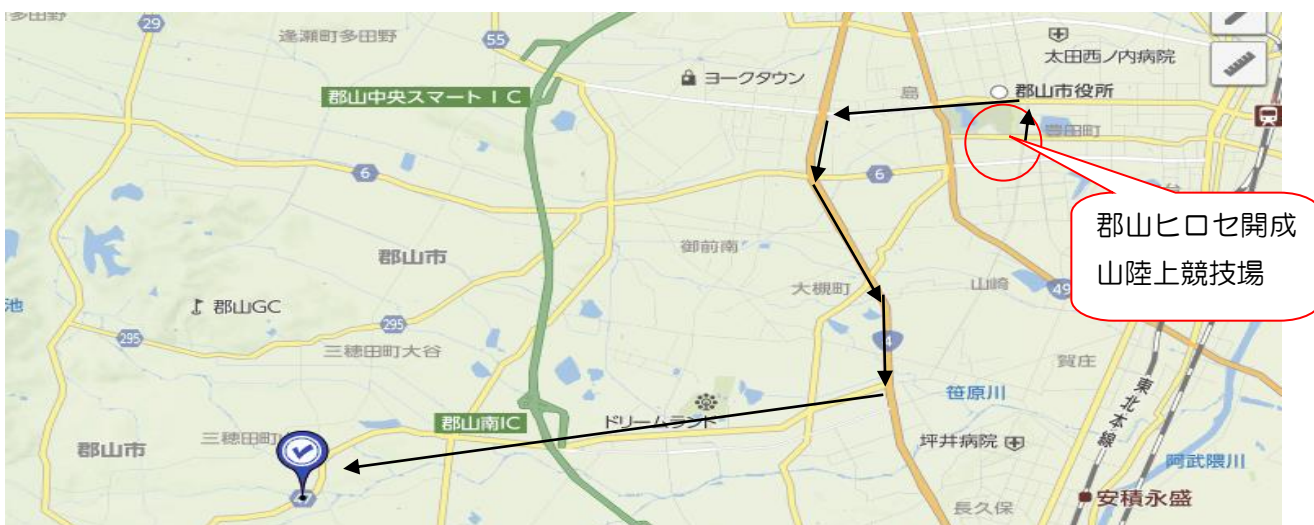 多田野
29
逢瀬町多田野
55
太田西ノ内病院
ヨークタウン
島
郡山市役所
郡山中央スマートIC
豊田町
6
6
郡山ヒロセ開成
山陸上競技場
郡山市
御前南
池
郡山GC
大槻町
山崎
49
295
295
三穂田町大谷
4
賀庄
笹原川
東北本線
郡山南IC
ドリームランド
三穂田町
郡山市
坪井病院
阿武隈川
長久保
安積永盛